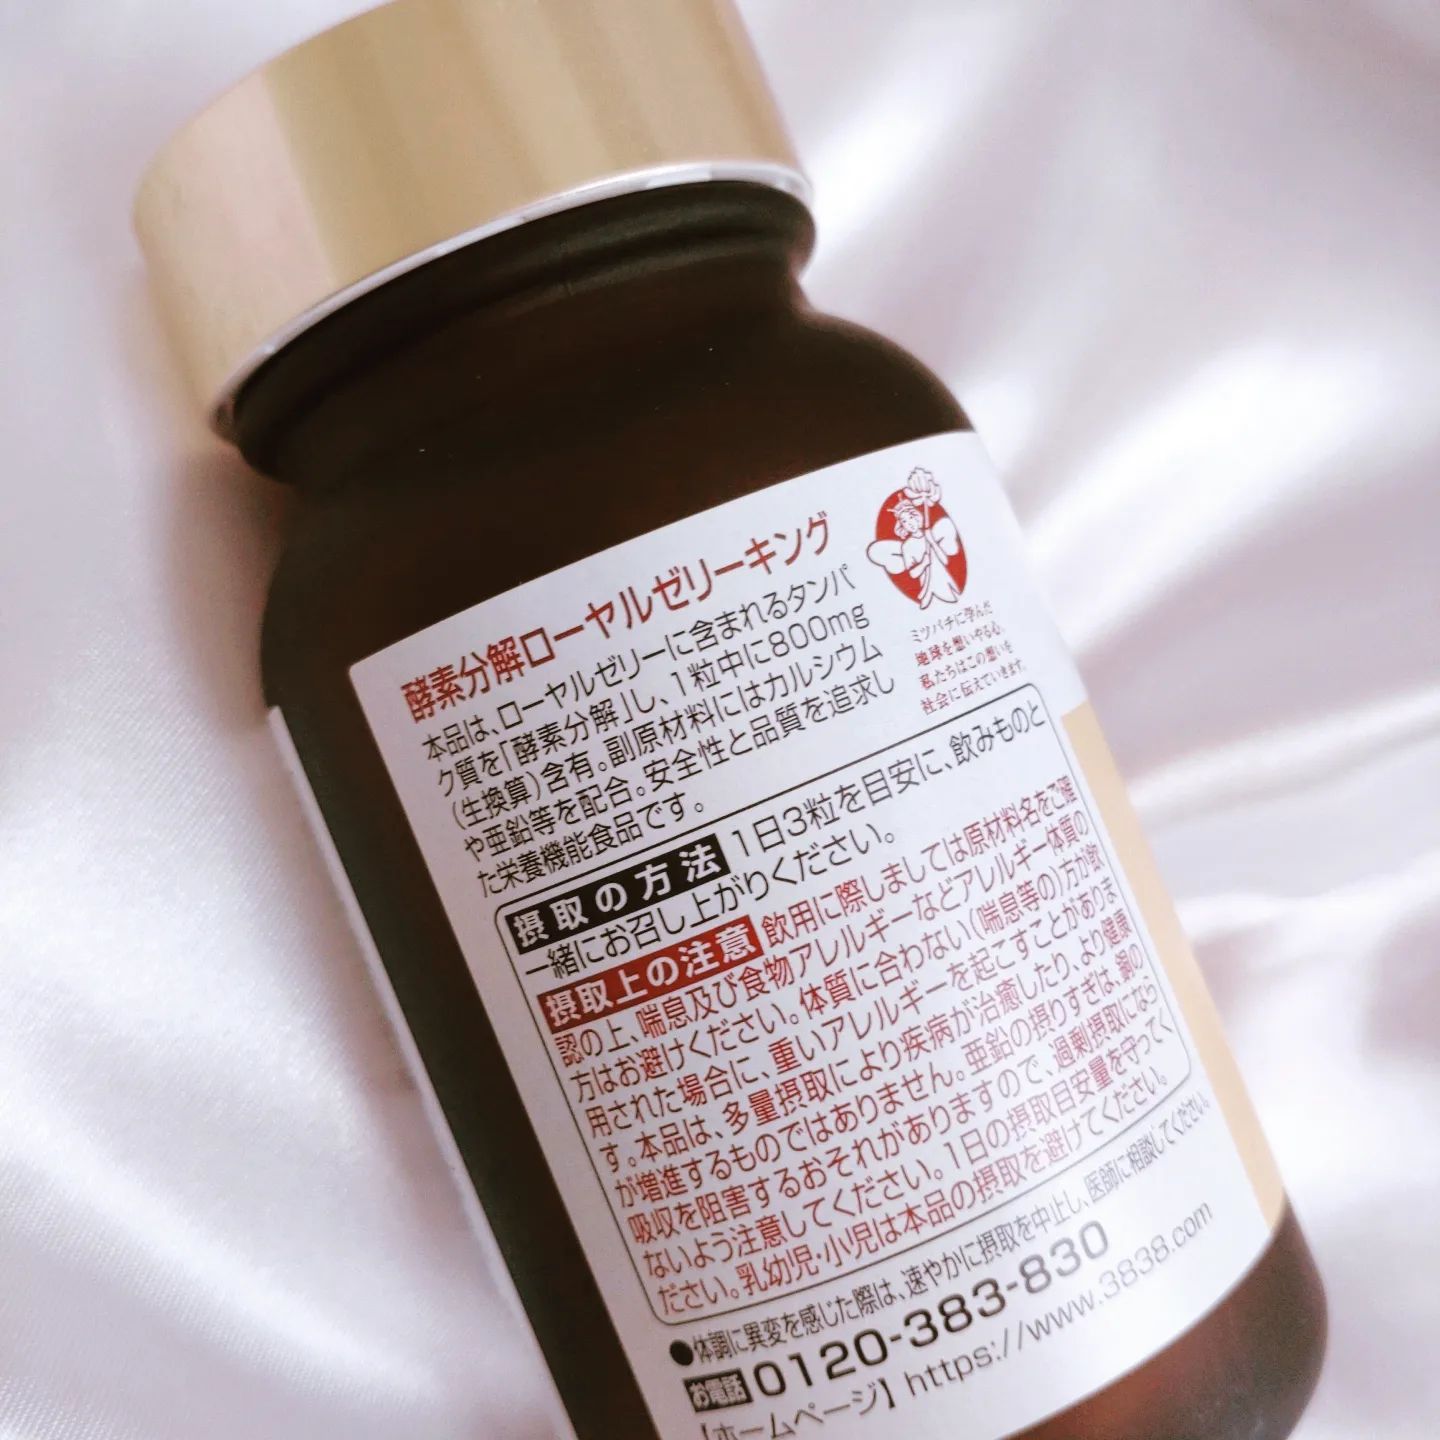 酵素分解ローヤルゼリーキング
本品は、ローヤルゼリーに含まれるタンパ
ク質を「酵素分解」し、1粒中に800mg
(生換算)含有。副原材料にはカルシウム
や亜鉛等を配合。安全性と品質を追求し
た栄養機能食品です。
ミツバチに学んだ
地球を想いやる心。
私たちはこの想いを
社会に伝えていきます。
摂取の方法 1日3粒を目安に、飲みものと
一緒にお召し上がりください。
摂取上の注意 飲用に際しましては原材料名をご確
認の上、喘息及び食物アレルギーなどアレルギー体質の
方はお避けください。体質に合わない(喘息等の)方が飲
用された場合に、重いアレルギーを起こすことがありま
す。本品は、多量摂取により疾病が治癒したり、より健康
が増進するものではありません。亜鉛の摂りすぎは、銅の
吸収を阻害するおそれがありますので、過剰摂取になら
ないよう注意してください。1日の摂取目安量を守って
ださい。乳幼児・小児は本品の摂取を避けてください。
●体調に異変を感じた際は、速やかに摂取を中止し、医師に相談してください。
お電話 0120-383-830
【ホームページ】https://www.3838.com